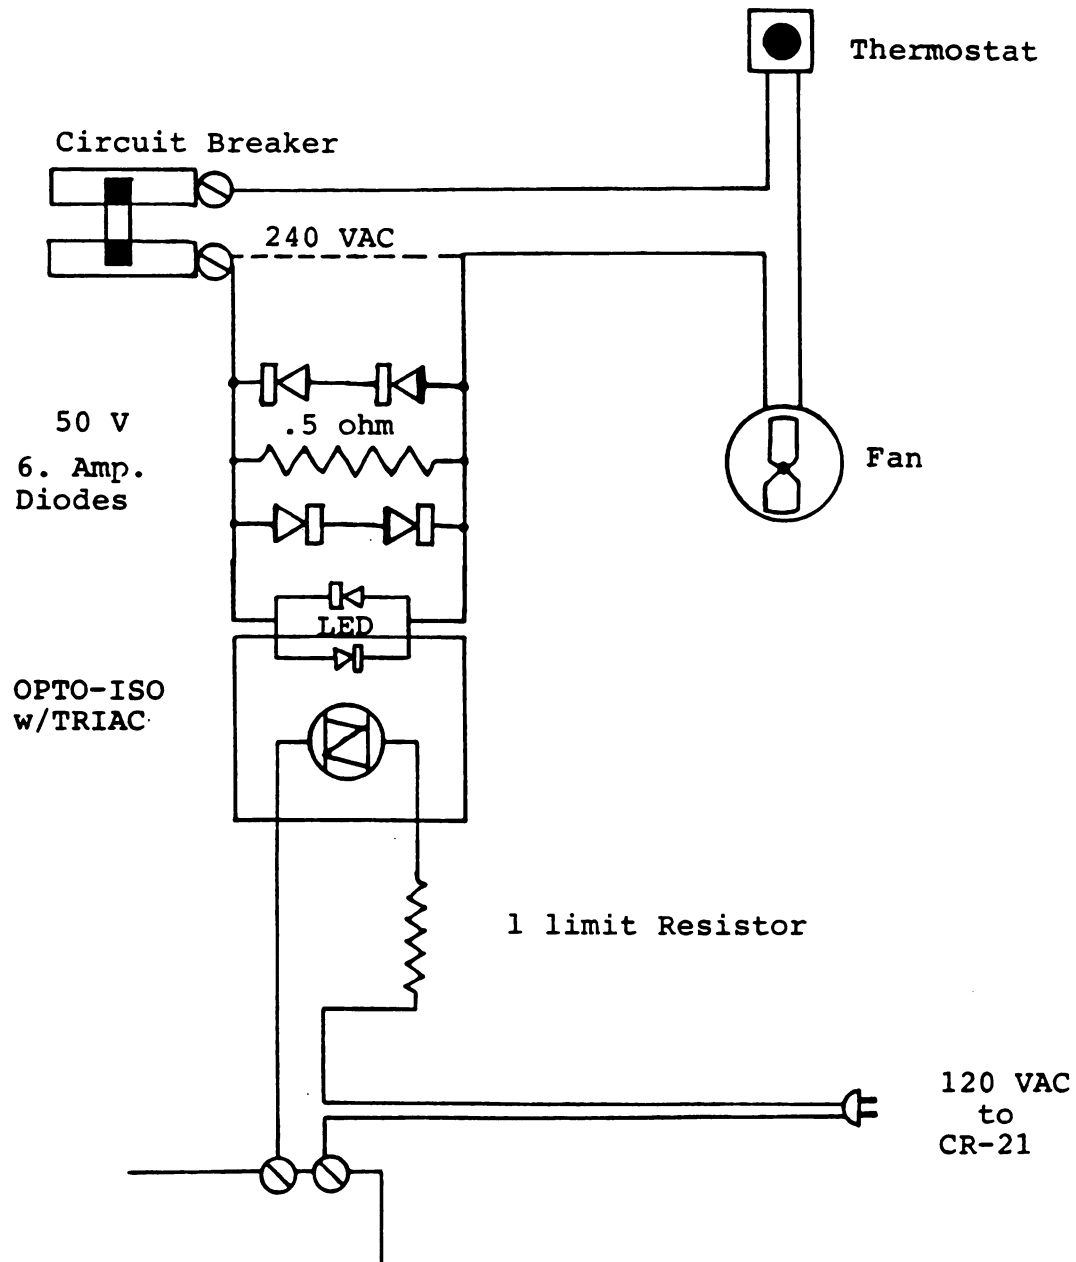 Thermostat
Circuit Breaker
240 VAC
.5 ohm
50 V
6. Amp.
Diodes
Fan
LED
OPTO-ISO
w/TRIAC
l limit Resistor
120 VAC
to
CR-21